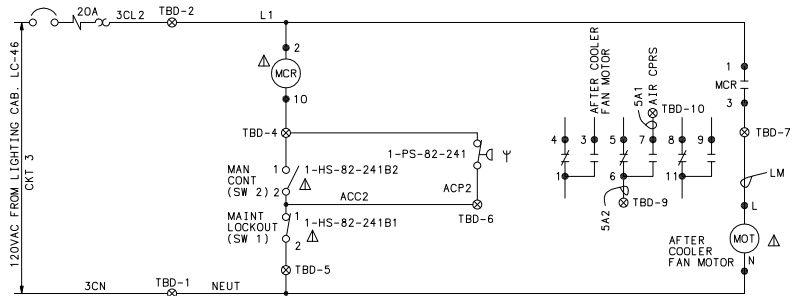 20A
3CL2
TBD-2
L1
2
MCR
10
TBD-4
MAN
CONT
(SW 2)
1
2
1-HS-82-241B2
1-PS-82-241
ACC2
ACP2
TBD-6
MAINT
LOCKOUT
(SW 1)
1
2
1-HS-82-241B1
TBD-5
120VAC FROM LIGHTING CAB. LC-46
CKT 3
3CN
TBD-1
NEUT
AFTER COOLER
FAN MOTOR
5A1
AIR CPRS
TBD-10
4
3
5
7
8
9
1
6
11
5A2
TBD-9
1
MCR
3
TBD-7
LM
L
MOT
N
AFTER
COOLER
FAN MOTOR